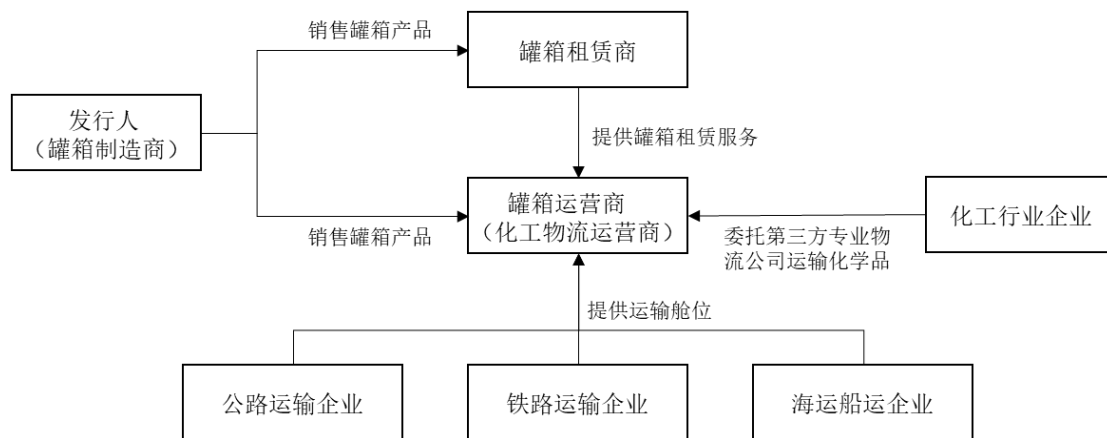 销售罐箱产品
罐箱租赁商
发行人
（罐箱制造商）
提供罐箱租赁服务
罐箱运营商
（化工物流运营商）
化工行业企业
销售罐箱产品
委托第三方专业物
流公司运输化学品
提供运输舱位
公路运输企业
铁路运输企业
海运船运企业